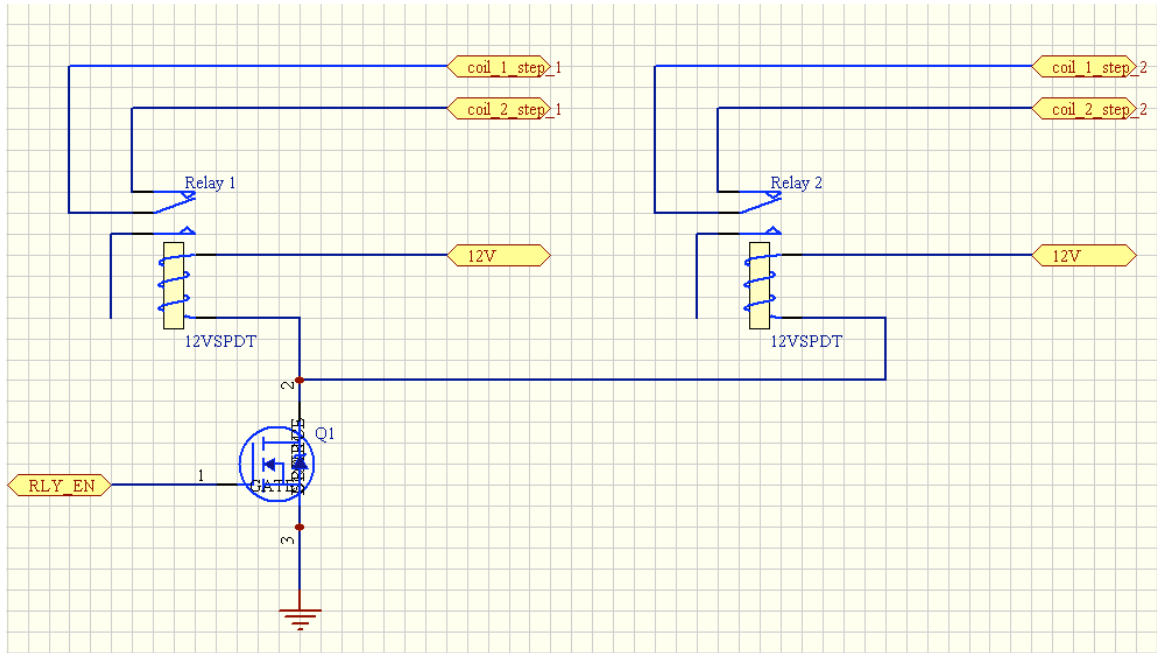 coil_1_step_1
coil_1_step_2
coil_2_step_1
coil_2_step_2
Relay 1
Relay 2
12V
12V
12VSPDT
12VSPDT
2
Q1
1
GATE
RLY_EN
3